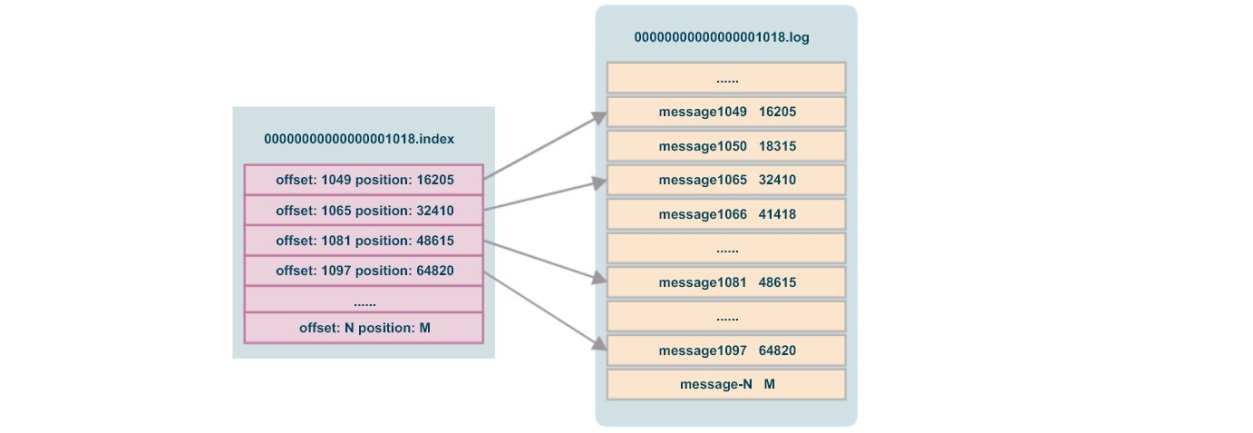 00000000000000001018.index
offset: 1049 position: 16205
offset: 1065 position: 32410
offset: 1081 position: 48615
offset: 1097 position: 64820
......
offset: N position: M
00000000000000001018.log
......
message1049 16205
message1050 18315
message1065 32410
message1066 41418
......
message1081 48615
......
message1097 64820
message-N M